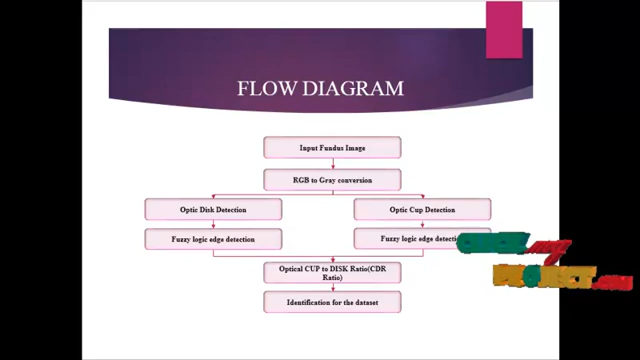 FLOW DIAGRAM
Input Fundus Image
RGB to Gray conversion
Optic Disk Detection
Optic Cup Detection
Fuzzy logic edge detection
Fuzzy logic edge
Optical CUP to DISK Ratio(CDR
Ratio)
Identification for the dataset